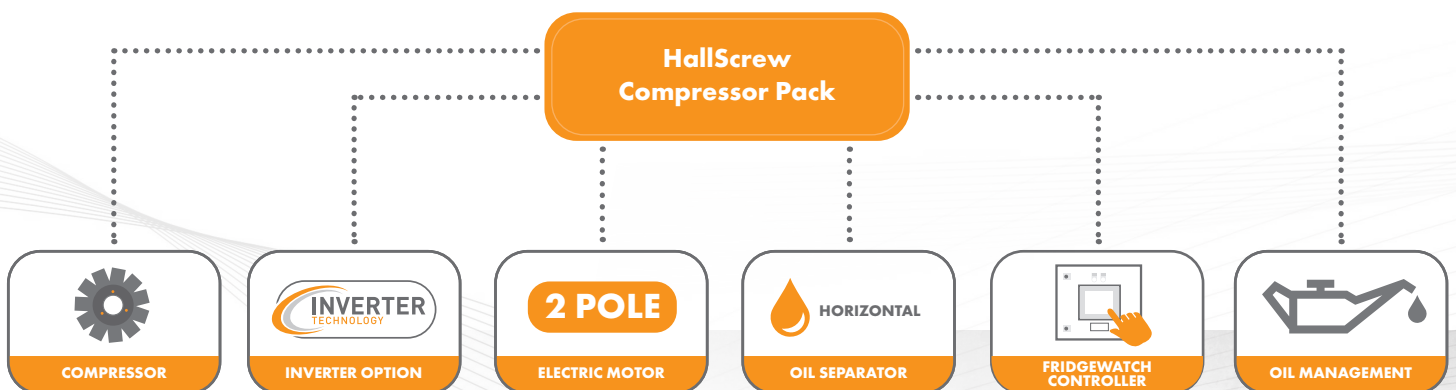 HallScrew
Compressor Pack
INVERTER
TECHNOLOGY
2 POLE
HORIZONTAL
COMPRESSOR
INVERTER OPTION
ELECTRIC MOTOR
OIL SEPARATOR
FRIDGEWATCH
CONTROLLER
OIL MANAGEMENT